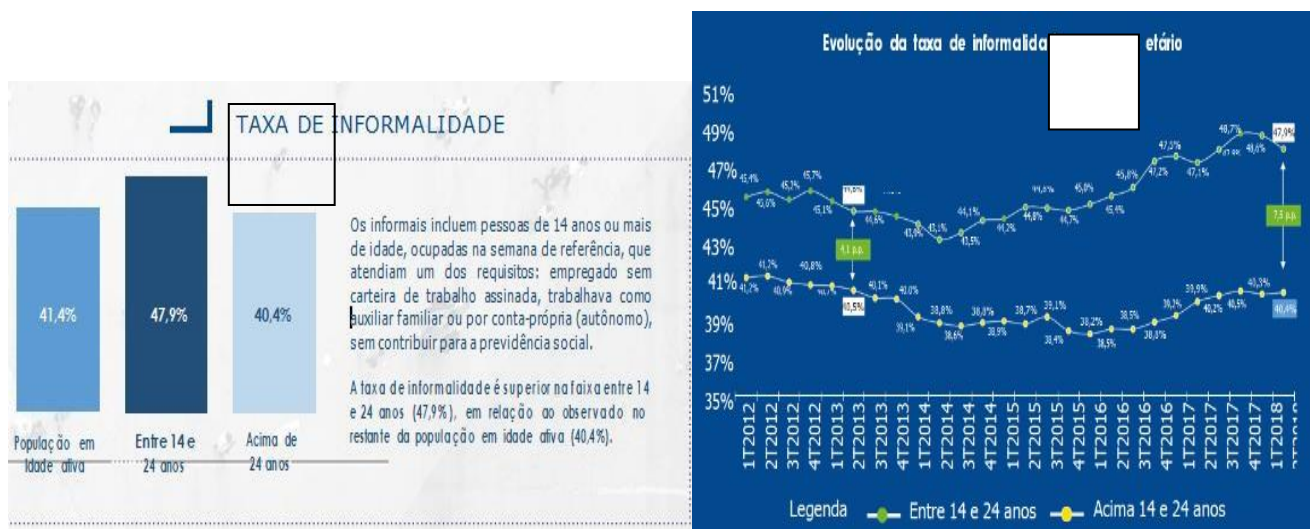 TAXA DE INFORMALIDADE
41,4%
47,9%
40,4%
População em
Idade ativa
Entre 14 e
24 anos
Acima de
24 anos
Os informais incluem pessoas de 14 anos ou mais
de idade, ocupadas na semana de referência, que
atendiam um dos requisitos: empregado sem
carteira de trabalho assinada, trabalhava como
auxiliar familiar ou por conta-própria (autônomo),
sem contribuir para a previdência social.
A taxa de informalidade é superior na faixa entre 14
e 24 anos (47,9%), em relação ao observado no
restante da população em idade ativa (40,4%).
Evolução da taxa de informalida etário
51%
49%
47%
45%
43%
41%
39%
37%
35%
45,4%
45,6%
45,7%
45,1%
44,6%
43,1%
43,5%
44,1%
44,2%
44,8%
44,7%
45,0%
45,4%
45,8%
47,2%
47,1%
48,7%
48,6%
47,9%
4,1 p.p.
7,5 p.p.
41,2%
41,2%
40,9%
40,8%
40,7%
40,5%
40,1%
40,0%
39,1%
38,8%
38,6%
38,8%
38,9%
38,7%
39,1%
38,4%
38,2%
38,5%
38,5%
38,8%
39,2%
39,9%
40,2%
40,5%
40,3%
40,4%
1T2012
2T2012
3T2012
4T2012
1T2013
2T2013
3T2013
4T2013
1T2014
2T2014
3T2014
4T2014
1T2015
2T2015
3T2015
4T2015
1T2016
2T2016
3T2016
4T2016
1T2017
2T2017
3T2017
4T2017
1T2018
Legenda
Entre 14 e 24 anos
Acima 14 e 24 anos